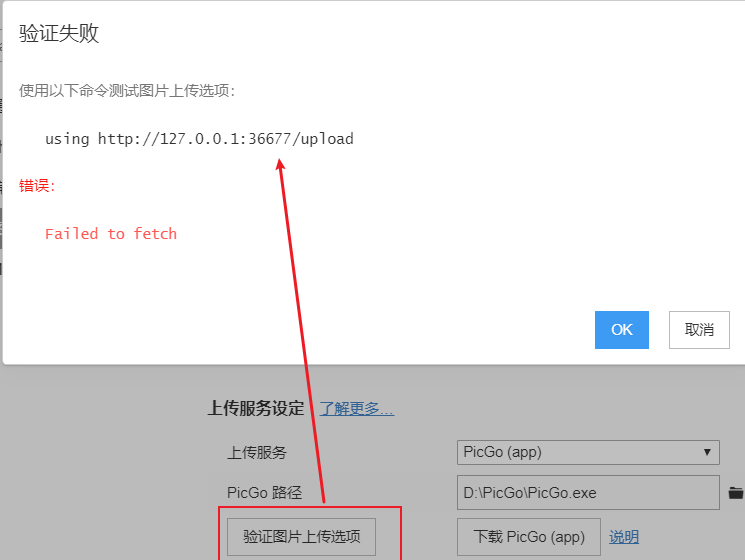 验证失败
使用以下命令测试图片上传选项：
using http://127.0.0.1:36677/upload
错误：
Failed to fetch
OK 取消
上传服务设定 了解更多...
上传服务 PicGo (app)
PicGo 路径 D:\PicGo\PicGo.exe
验证图片上传选项 下载 PicGo (app) 说明